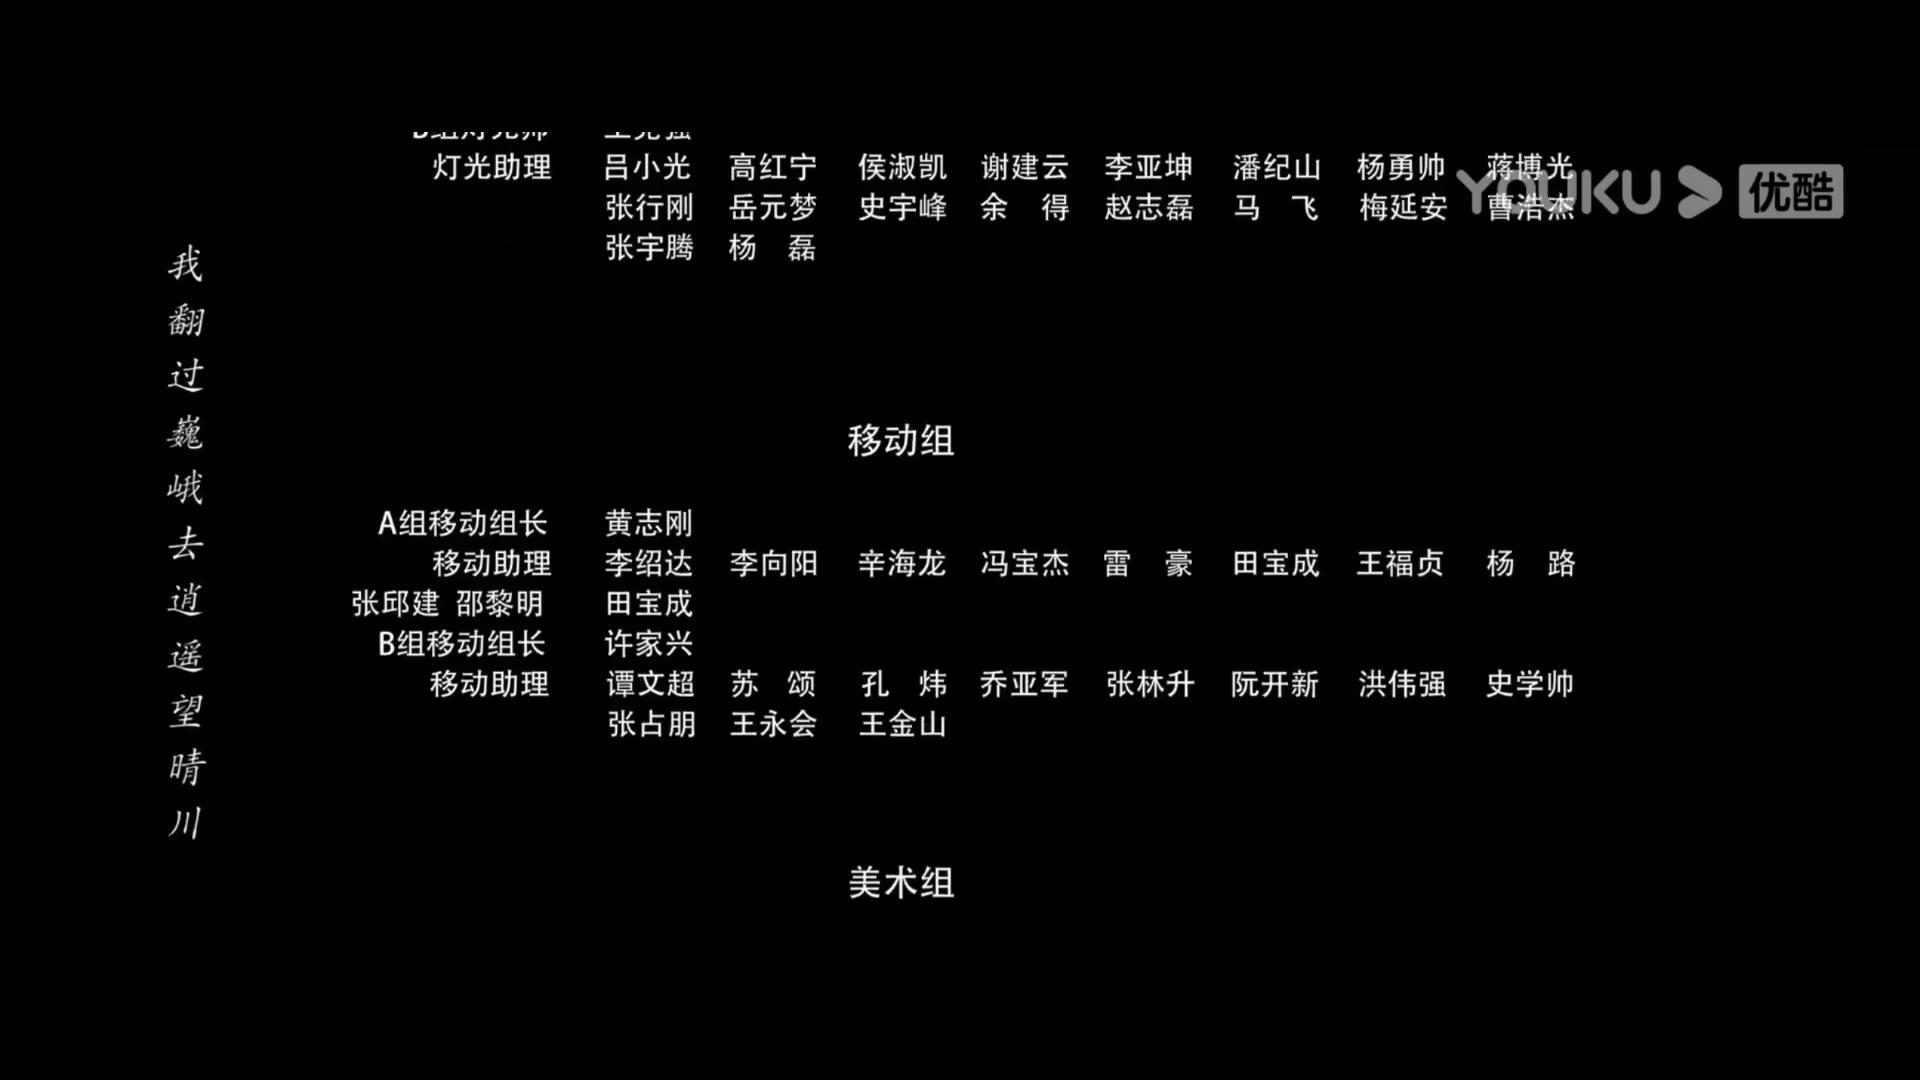 灯光助理 吕小光 高红宁 侯淑凯 谢建云 李亚坤 潘纪山 杨勇帅 蒋博光
张行刚 岳元梦 史宇峰 余 得 赵志磊 马 飞 梅延安 曹浩杰
张宇腾 杨 磊
YOUKU 优酷
我翻过巍峨去逍遥望晴川
移动组
A组移动组长 黄志刚
移动助理 李绍达 李向阳 辛海龙 冯宝杰 雷 豪 田宝成 王福贞 杨 路
张邱建 邵黎明 田宝成
B组移动组长 许家兴
移动助理 谭文超 苏 颂 孔 炜 乔亚军 张林升 阮开新 洪伟强 史学帅
张占朋 王永会 王金山
美术组